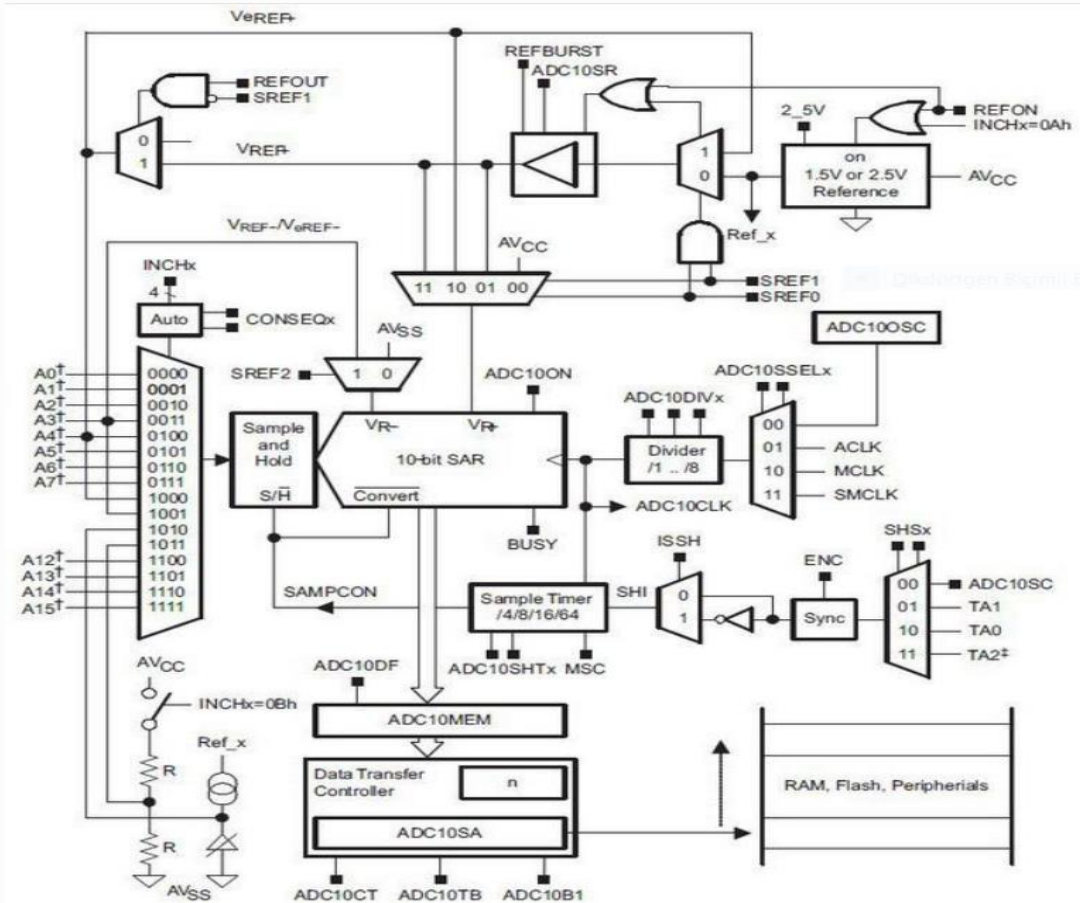 VeREF+
REFBURST
ADC10SR
REFOUT
SREF1
2_5V
REFON
INCHx=0Ah
0
1
VREF+
1
0
on
1.5V or 2.5V
Reference
AVCC
Ref_x
VREF-/VeREF-
AVCC
INCHx
4
11 10 01 00
SREF1
SREF0
Auto
CONSEQx
AVSS
ADC10OSC
SREF2
1 0
ADC10ON
ADC10SSELx
A0†
A1†
A2†
A3†
A4†
A5†
A6†
A7†
A12†
A13†
A14†
A15†
0000
0001
0010
0011
0100
0101
0110
0111
1000
1001
1010
1011
1100
1101
1110
1111
Sample
and
Hold
S/H
VR-
VR+
10-bit SAR
Convert
ADC10DIVx
Divider
/1 .. /8
00
01
10
11
ACLK
MCLK
SMCLK
ADC10CLK
BUSY
ISSH
ENC
SHSx
SAMPCON
Sample Timer
/4/8/16/64
SHI
0
1
Sync
00
01
10
11
ADC10SC
TA1
TA0
TA2‡
ADC10DF
ADC10SHTx MSC
AVCC
INCHx=0Bh
Ref_x
R
R
AVSS
ADC10MEM
Data Transfer
Controller
n
ADC10SA
RAM, Flash, Peripherials
ADC10CT ADC10TB ADC10B1